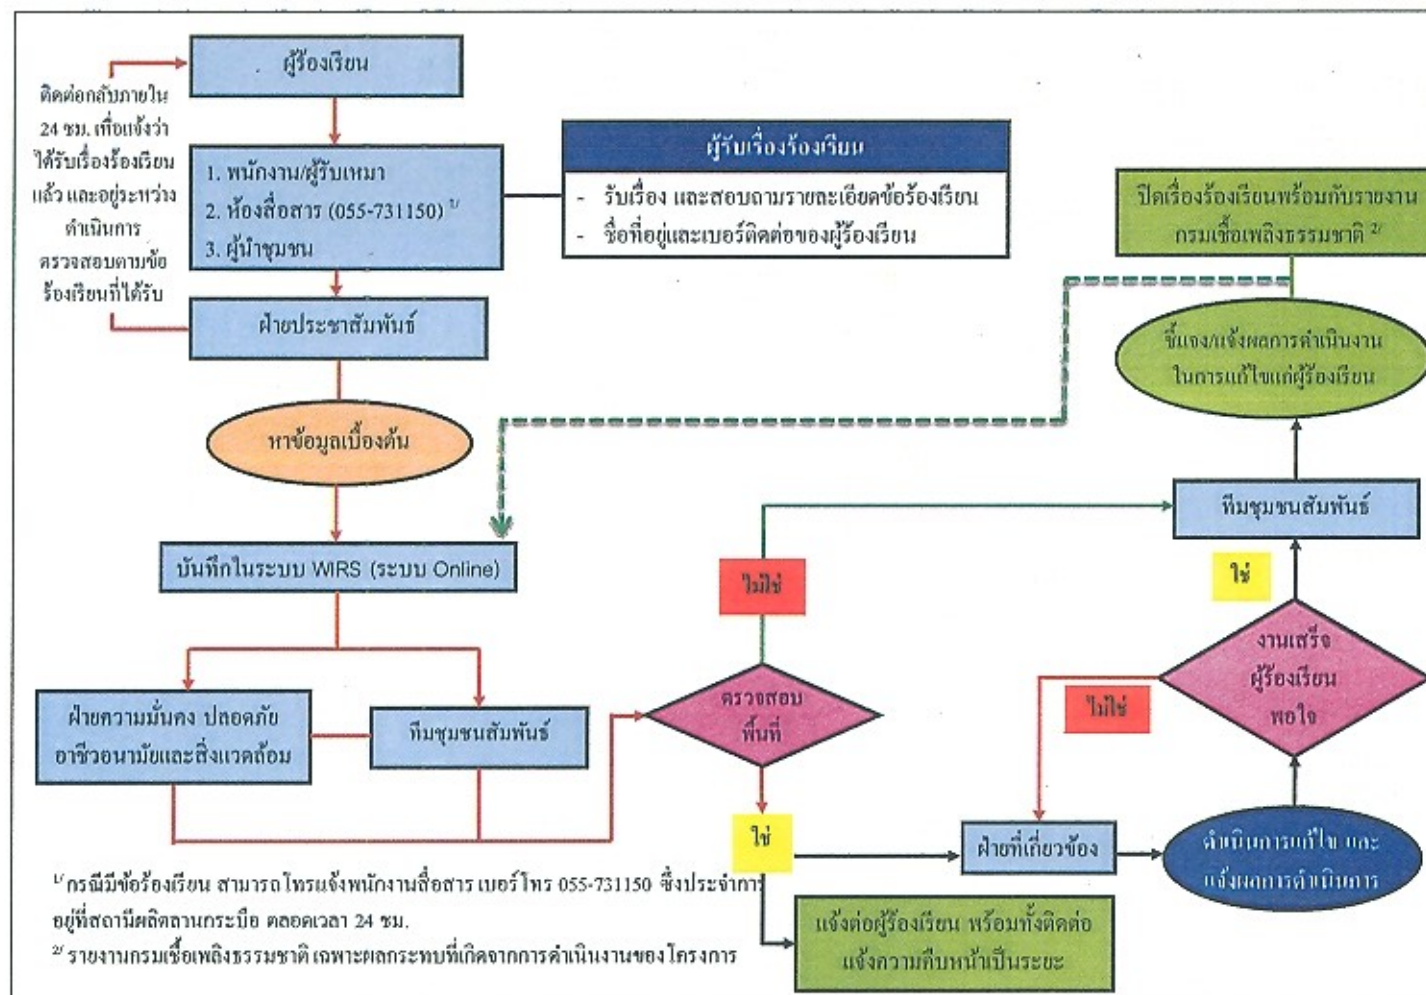 ผู้ร้องเรียน
ติดต่อกลับภายใน
24 ชม. เพื่อแจ้งว่า
ได้รับเรื่องร้องเรียน
แล้ว และอยู่ระหว่าง
ดำเนินการ
ตรวจสอบตามข้อ
ร้องเรียนที่ได้รับ
1. พนักงาน/ผู้รับเหมา
2. ห้องสื่อสาร (055-731150) 1/
3. ผู้นำชุมชน
ผู้รับเรื่องร้องเรียน
- รับเรื่อง และสอบถามรายละเอียดข้อร้องเรียน
- ชื่อที่อยู่และเบอร์ติดต่อของผู้ร้องเรียน
ปิดเรื่องร้องเรียนพร้อมกับรายงาน
กรมเชื้อเพลิงธรรมชาติ 2/
ฝ่ายประชาสัมพันธ์
ชี้แจง/แจ้งผลการดำเนินงาน
ในการแก้ไขแก่ผู้ร้องเรียน
หาข้อมูลเบื้องต้น
ทีมชุมชนสัมพันธ์
บันทึกในระบบ WIRS (ระบบ Online)
ไม่ใช่
ใช่
งานเสร็จ
ผู้ร้องเรียน
พอใจ
ฝ่ายความมั่นคง ปลอดภัย
อาชีวอนามัยและสิ่งแวดล้อม
ทีมชุมชนสัมพันธ์
ตรวจสอบ
พื้นที่
ไม่ใช่
ใช่
ฝ่ายที่เกี่ยวข้อง
ดำเนินการแก้ไข และ
แจ้งผลการดำเนินการ
แจ้งต่อผู้ร้องเรียน พร้อมทั้งติดต่อ
แจ้งความคืบหน้าเป็นระยะ
1/ กรณีมีข้อร้องเรียน สามารถโทรแจ้งพนักงานสื่อสาร เบอร์โทร 055-731150 ซึ่งประจำการ
อยู่ที่สถานีผลิตลานกระบือ ตลอดเวลา 24 ชม.
2/ รายงานกรมเชื้อเพลิงธรรมชาติ เฉพาะผลกระทบที่เกิดจากการดำเนินงานของโครงการ